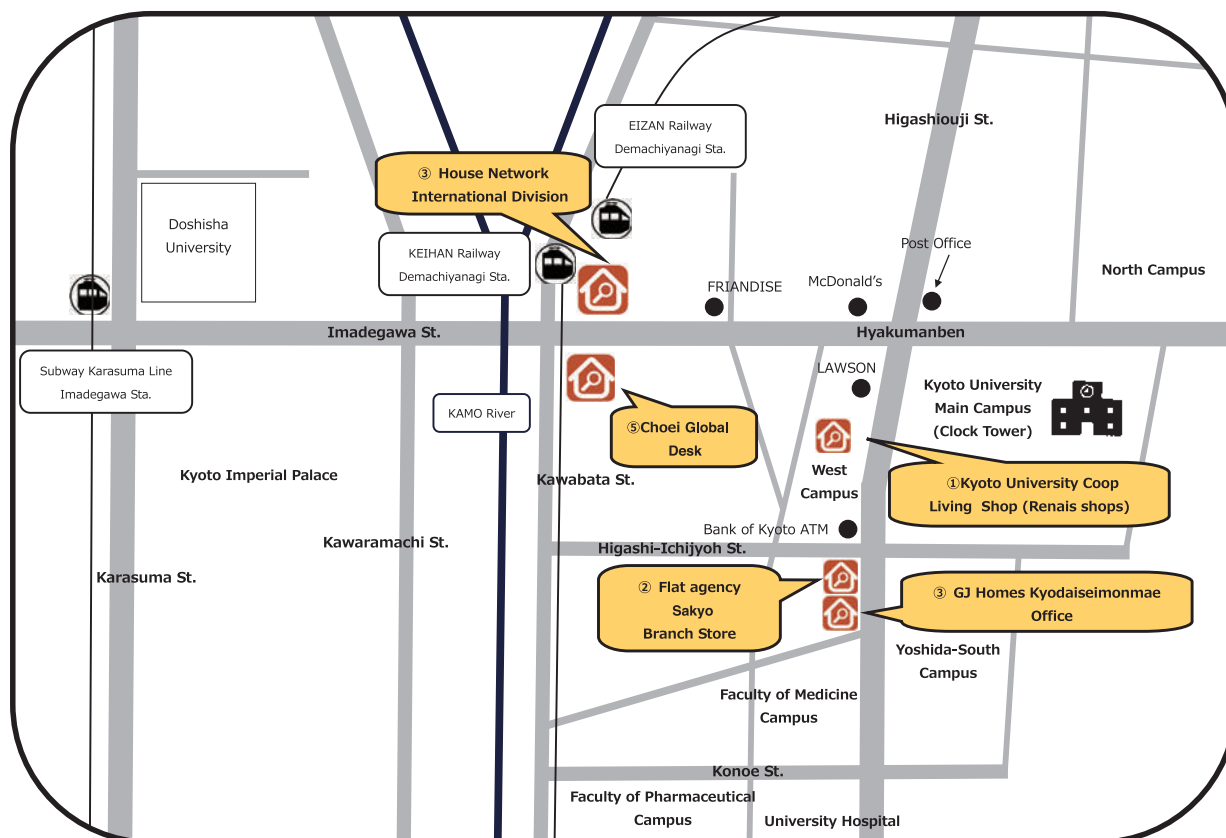 EIZAN Railway
Demachiyanagi Sta.
Higashiouji St.
③ House Network
International Division
Doshisha
University
KEIHAN Railway
Demachiyanagi Sta.
Post Office
North Campus
FRIANDISE
McDonald's
Imadegawa St.
Hyakumanben
Subway Karasuma Line
Imadegawa Sta.
LAWSON
Kyoto University
Main Campus
(Clock Tower)
KAMO River
⑤Choei Global
Desk
Kyoto Imperial Palace
Kawabata St.
West
Campus
①Kyoto University Coop
Living Shop (Renais shops)
Bank of Kyoto ATM
Kawaramachi St.
Higashi-Ichijyoh St.
Karasuma St.
② Flat agency
Sakyo
Branch Store
③ GJ Homes Kyodaiseimonmae
Office
Yoshida-South
Campus
Faculty of Medicine
Campus
Konoe St.
Faculty of Pharmaceutical
Campus
University Hospital